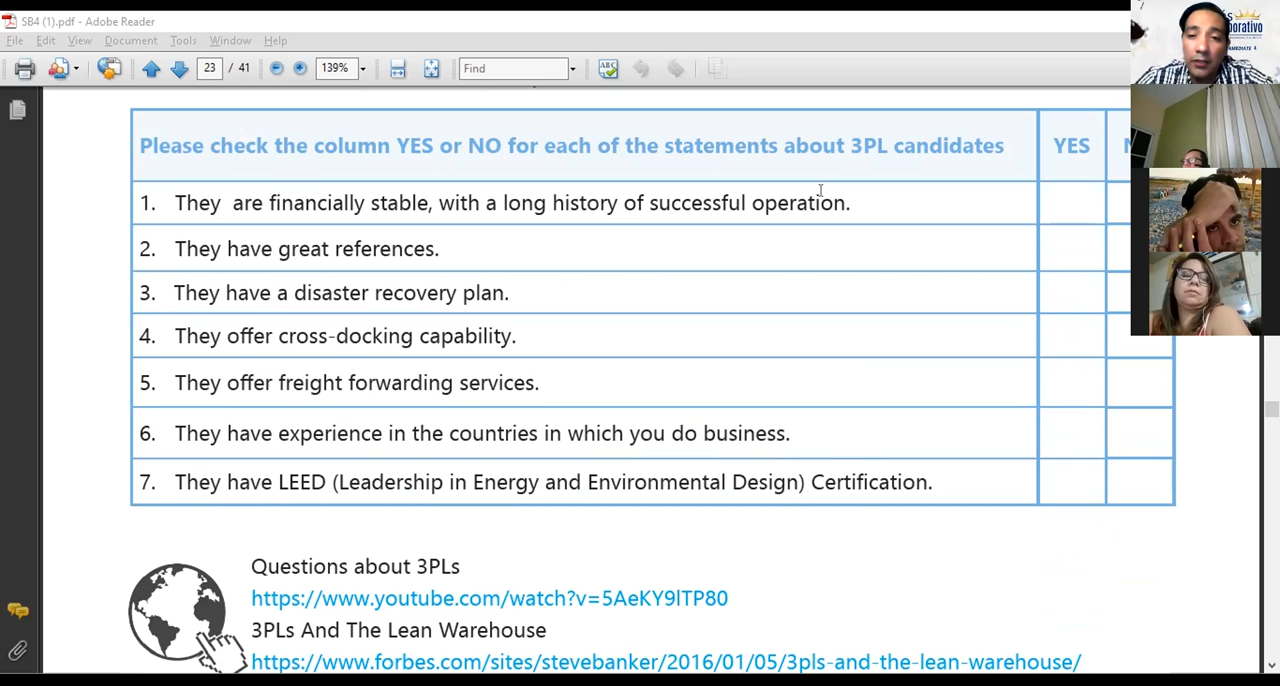 SB4 (1).pdf - Adobe Reader
File Edit View Document Tools Window Help
23 / 41 139% Find
Please check the column YES or NO for each of the statements about 3PL candidates YES
1. They are financially stable, with a long history of successful operation.
2. They have great references.
3. They have a disaster recovery plan.
4. They offer cross-docking capability.
5. They offer freight forwarding services.
6. They have experience in the countries in which you do business.
7. They have LEED (Leadership in Energy and Environmental Design) Certification.
Questions about 3PLs
https://www.youtube.com/watch?v=5AeKY9lTP80
3PLs And The Lean Warehouse
https://www.forbes.com/sites/stevebanker/2016/01/05/3pls-and-the-lean-warehouse/